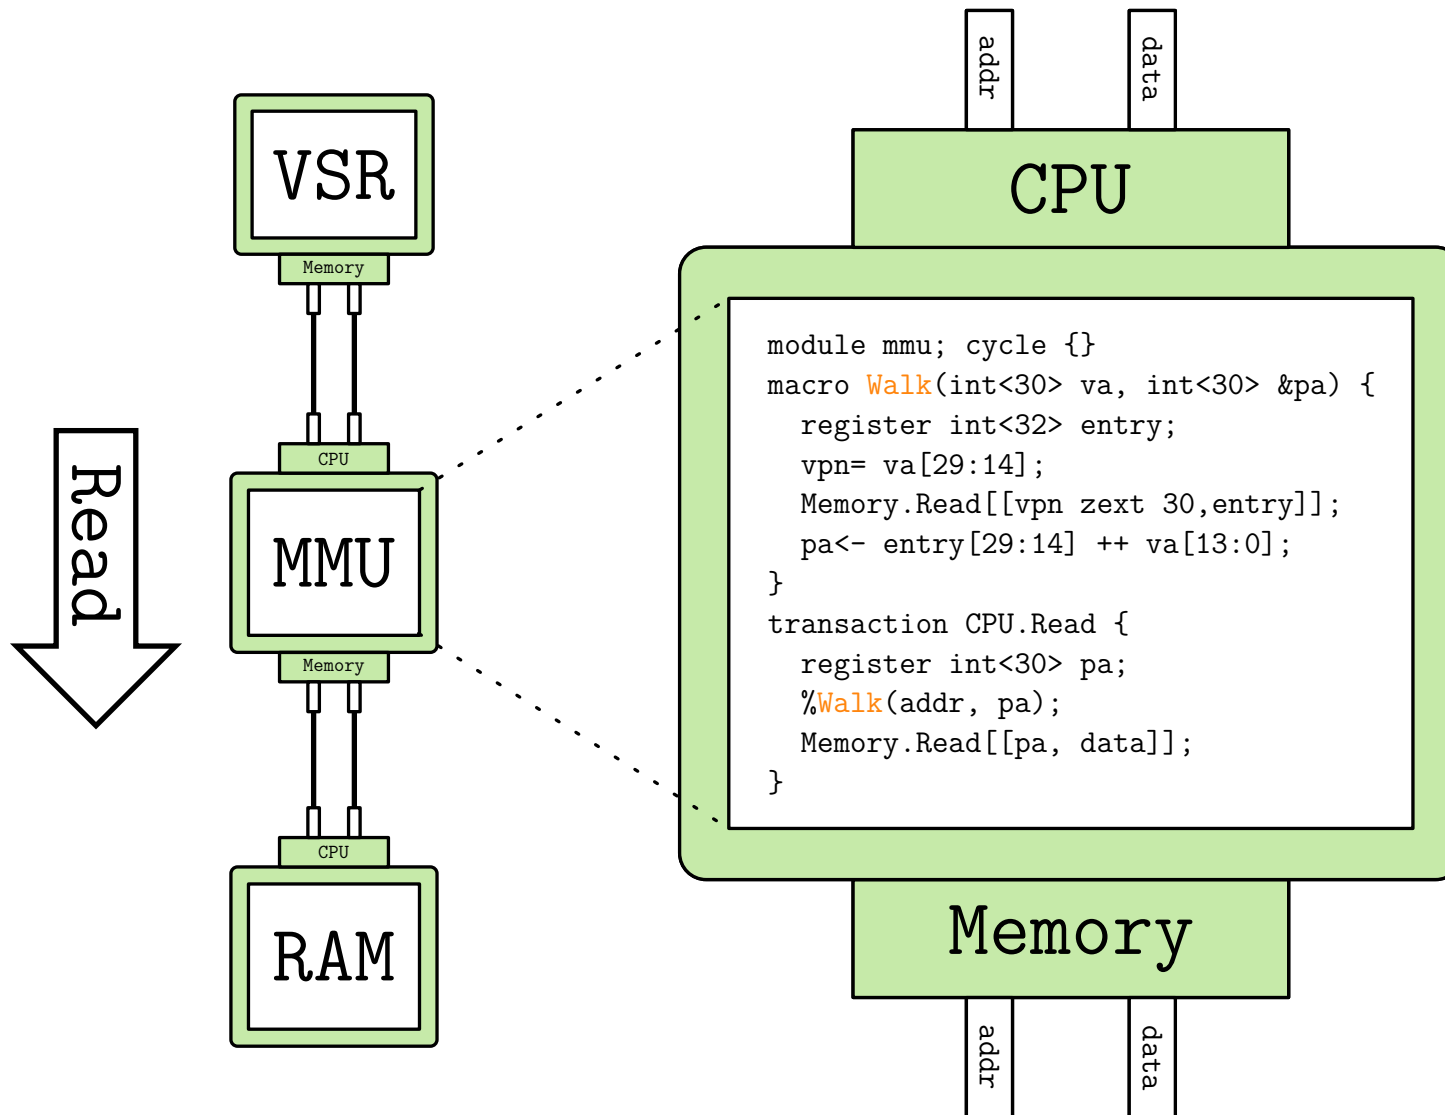 VSR
Memory
CPU
MMU
Memory
CPU
RAM
Read
addr
data
CPU
module mmu; cycle {}
macro Walk(int<30> va, int<30> &pa) {
  register int<32> entry;
  vpn= va[29:14];
  Memory.Read[[vpn zext 30,entry]];
  pa<- entry[29:14] ++ va[13:0];
}
transaction CPU.Read {
  register int<30> pa;
  %Walk(addr, pa);
  Memory.Read[[pa, data]];
}
Memory
addr
data